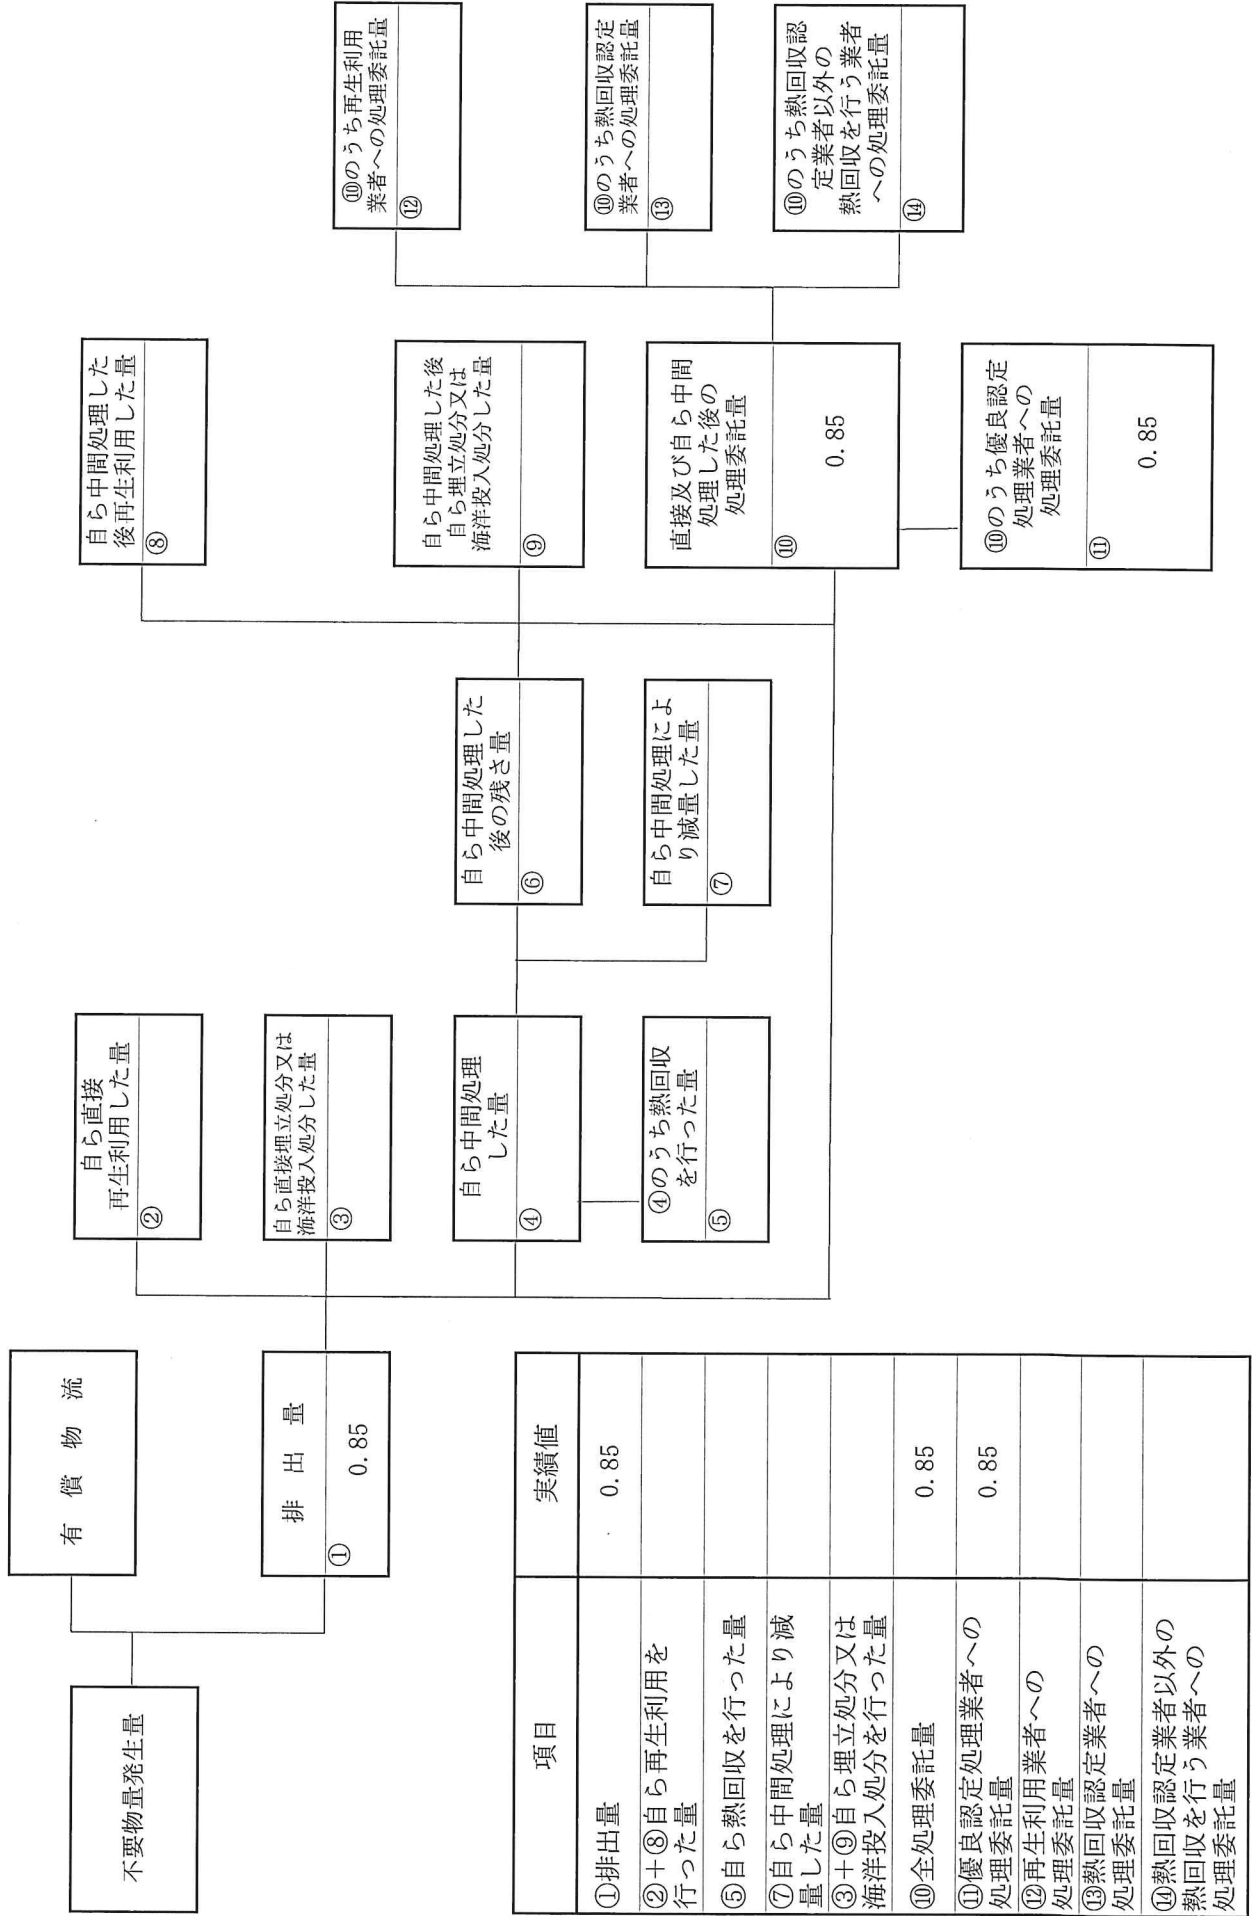 不要物量発生量
有　償　物　流
排　出　量
①
0.85
自ら直接
再生利用した量
②
自ら直接埋立処分又は
海洋投入処分した量
③
自ら中間処理
した量
④
④のうち熱回収
を行った量
⑤
自ら中間処理した
後の残さ量
⑥
自ら中間処理によ
り減量した量
⑦
自ら中間処理した
後再生利用した量
⑧
自ら中間処理した後
自ら埋立処分又は
海洋投入処分した量
⑨
直接及び自ら中間
処理した後の
処理委託量
⑩
0.85
⑩のうち優良認定
処理業者への
処理委託量
⑪
0.85
⑩のうち再生利用
業者への処理委託量
⑫
⑩のうち熱回収認定
業者への処理委託量
⑬
⑩のうち熱回収認
定業者以外の
熱回収を行う業者
への処理委託量
⑭
項目
実績値
①排出量
0.85
②＋⑧自ら再生利用を
行った量
⑤自ら熱回収を行った量
⑦自ら中間処理により減
量した量
③＋⑨自ら埋立処分又は
海洋投入処分を行った量
⑩全処理委託量
0.85
⑪優良認定処理業者への
処理委託量
0.85
⑫再生利用業者への
処理委託量
⑬熱回収認定業者への
処理委託量
⑭熱回収認定業者以外の
熱回収を行う業者への
処理委託量